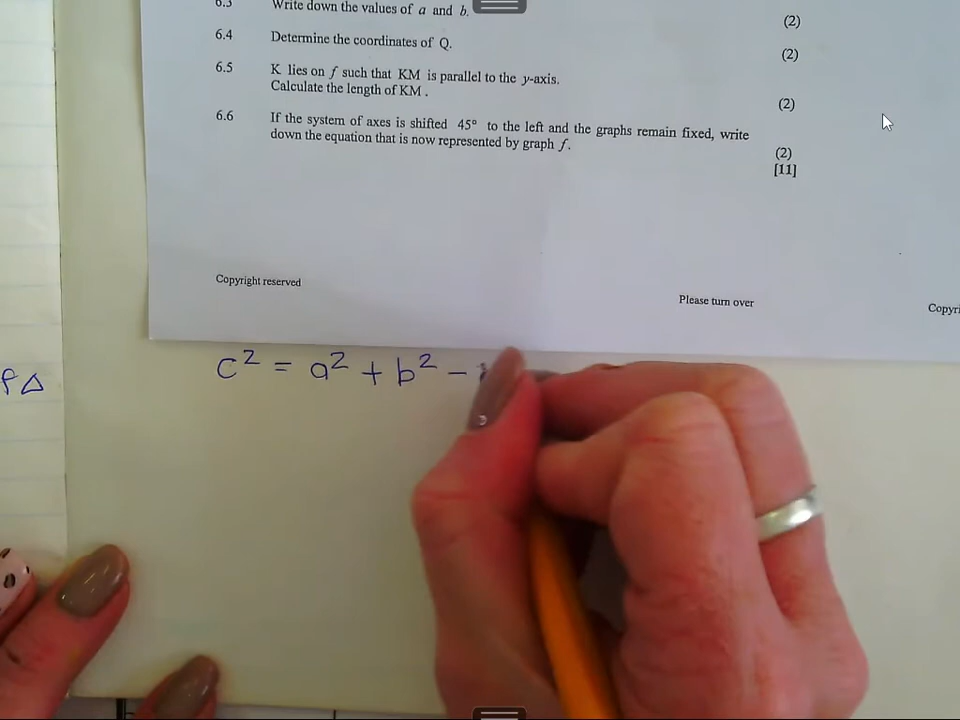 6.3 Write down the values of a and b. (2)
6.4 Determine the coordinates of Q. (2)
6.5 K lies on f such that KM is parallel to the y-axis.
Calculate the length of KM. (2)
6.6 If the system of axes is shifted 45° to the left and the graphs remain fixed, write
down the equation that is now represented by graph f. (2)
[11]
Copyright reserved
Please turn over
c² = a² + b² −